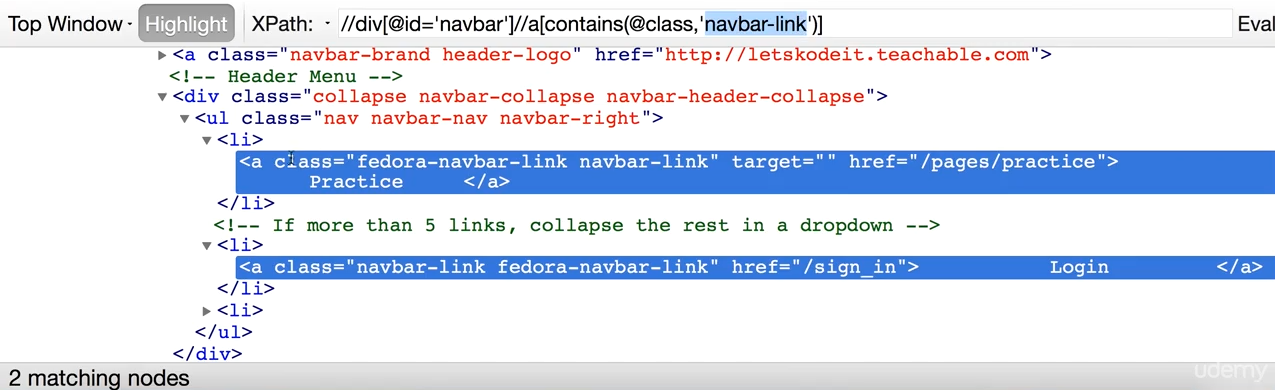 Top Window Highlight XPath: //div[@id='navbar']//a[contains(@class,'navbar-link')] Eval
<a class="navbar-brand header-logo" href="http://letskodeit.teachable.com">
<!-- Header Menu -->
<div class="collapse navbar-collapse navbar-header-collapse">
<ul class="nav navbar-nav navbar-right">
<li>
<a class="fedora-navbar-link navbar-link" target="" href="/pages/practice">
Practice </a>
</li>
<!-- If more than 5 links, collapse the rest in a dropdown -->
<li>
<a class="navbar-link fedora-navbar-link" href="/sign_in"> Login </a>
</li>
<li>
</ul>
</div>
2 matching nodes
udemy